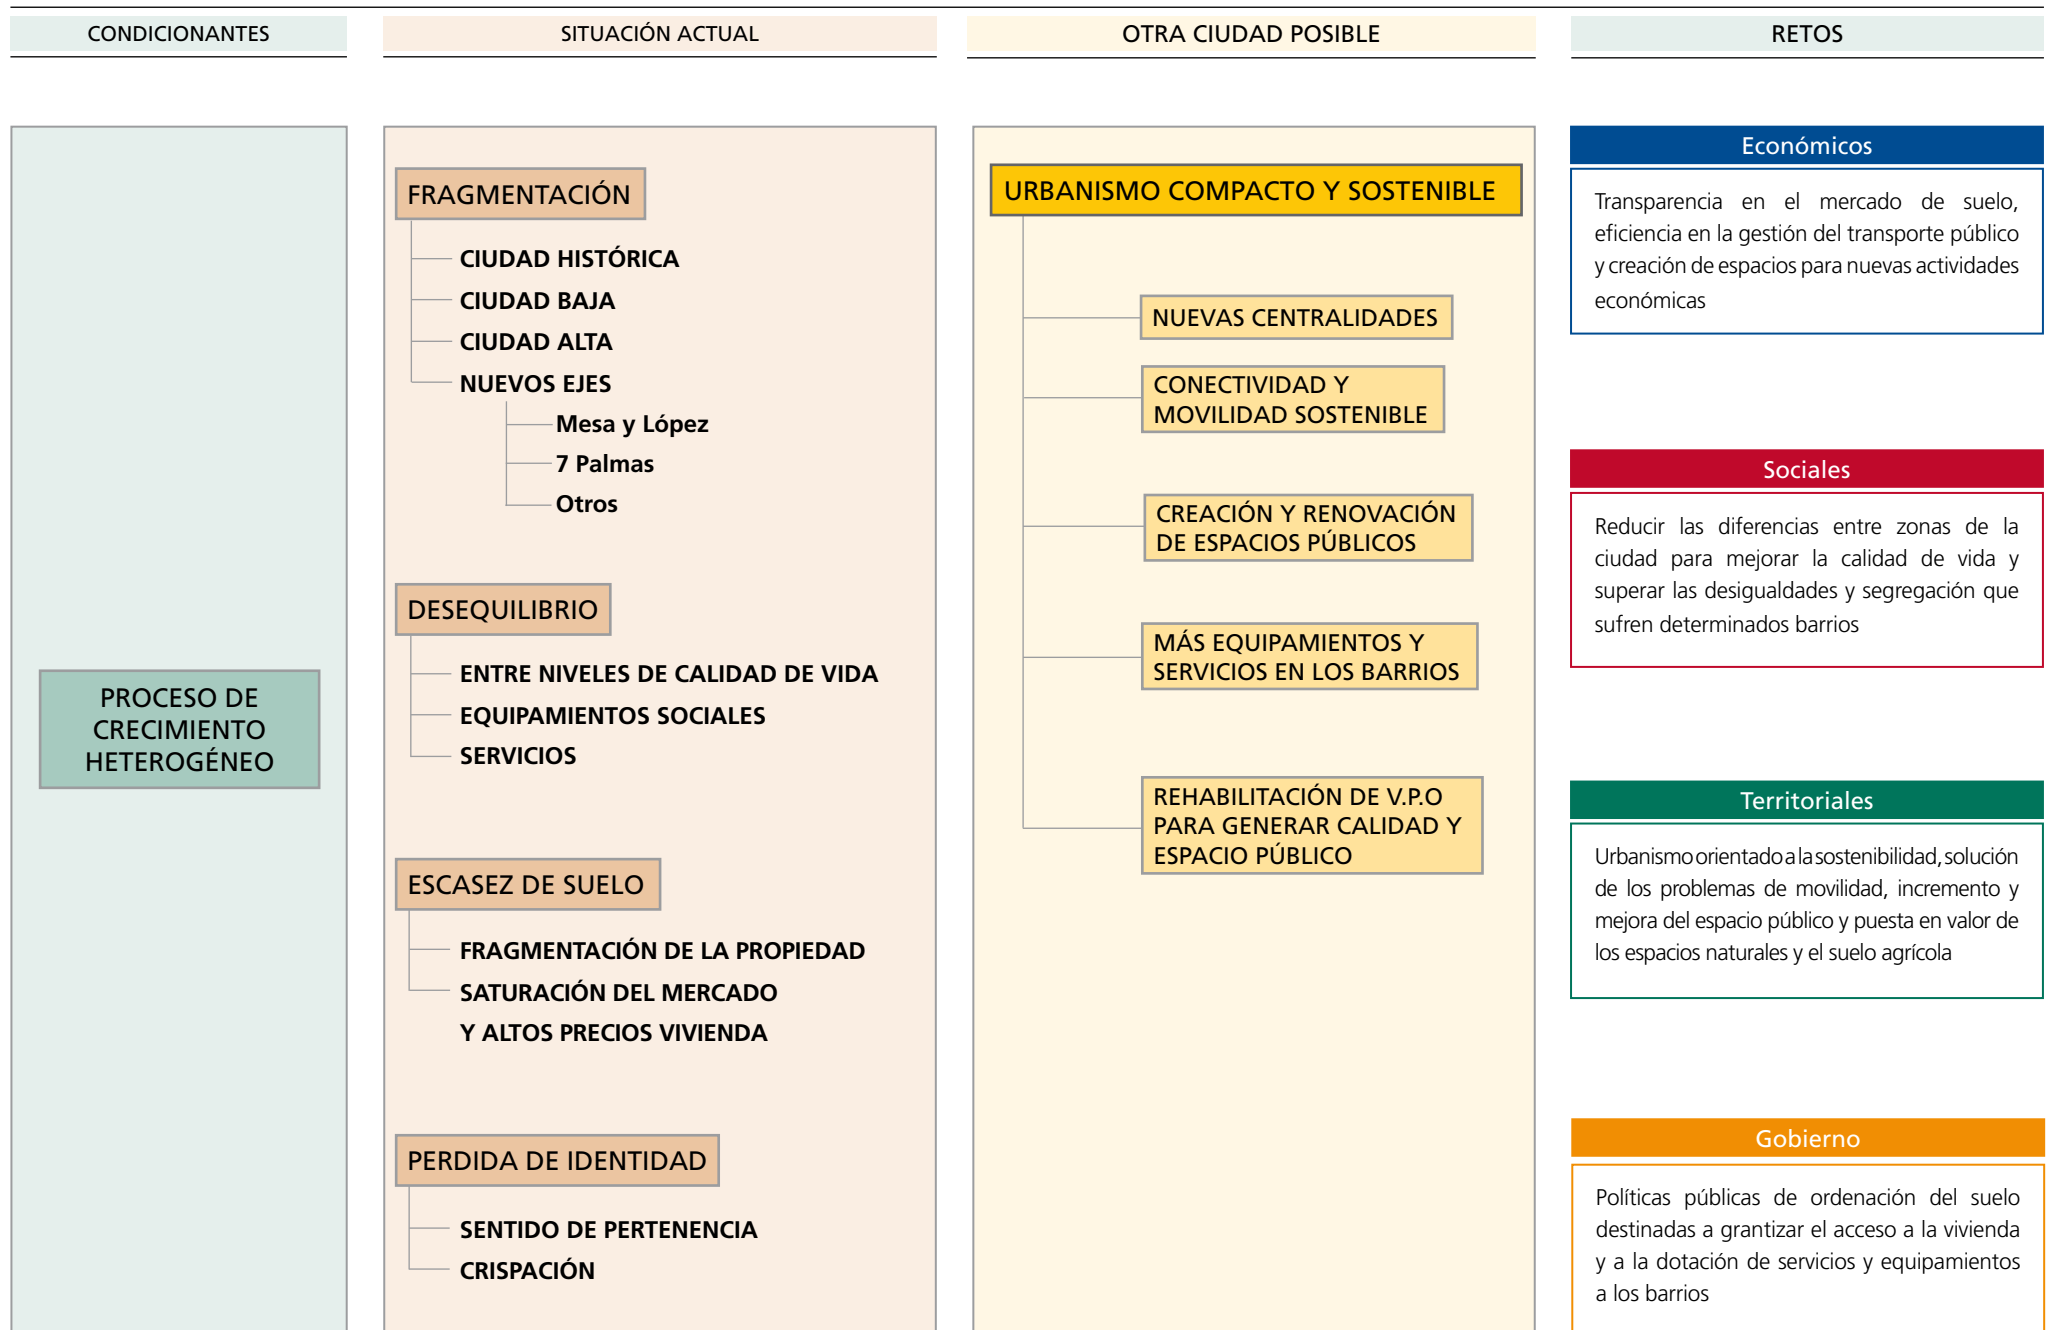 CONDICIONANTES
SITUACIÓN ACTUAL
OTRA CIUDAD POSIBLE
RETOS
PROCESO DE
CRECIMIENTO
HETEROGÉNEO
FRAGMENTACIÓN
CIUDAD HISTÓRICA
CIUDAD BAJA
CIUDAD ALTA
NUEVOS EJES
Mesa y López
7 Palmas
Otros
DESEQUILIBRIO
ENTRE NIVELES DE CALIDAD DE VIDA
EQUIPAMIENTOS SOCIALES
SERVICIOS
ESCASEZ DE SUELO
FRAGMENTACIÓN DE LA PROPIEDAD
SATURACIÓN DEL MERCADO
Y ALTOS PRECIOS VIVIENDA
PERDIDA DE IDENTIDAD
SENTIDO DE PERTENENCIA
CRISPACIÓN
URBANISMO COMPACTO Y SOSTENIBLE
NUEVAS CENTRALIDADES
CONECTIVIDAD Y
MOVILIDAD SOSTENIBLE
CREACIÓN Y RENOVACIÓN
DE ESPACIOS PÚBLICOS
MÁS EQUIPAMIENTOS Y
SERVICIOS EN LOS BARRIOS
REHABILITACIÓN DE V.P.O
PARA GENERAR CALIDAD Y
ESPACIO PÚBLICO
Económicos
Transparencia en el mercado de suelo,
eficiencia en la gestión del transporte público
y creación de espacios para nuevas actividades
económicas
Sociales
Reducir las diferencias entre zonas de la
ciudad para mejorar la calidad de vida y
superar las desigualdades y segregación que
sufren determinados barrios
Territoriales
Urbanismo orientado a la sostenibilidad, solución
de los problemas de movilidad, incremento y
mejora del espacio público y puesta en valor de
los espacios naturales y el suelo agrícola
Gobierno
Políticas públicas de ordenación del suelo
destinadas a grantizar el acceso a la vivienda
y a la dotación de servicios y equipamientos
a los barrios